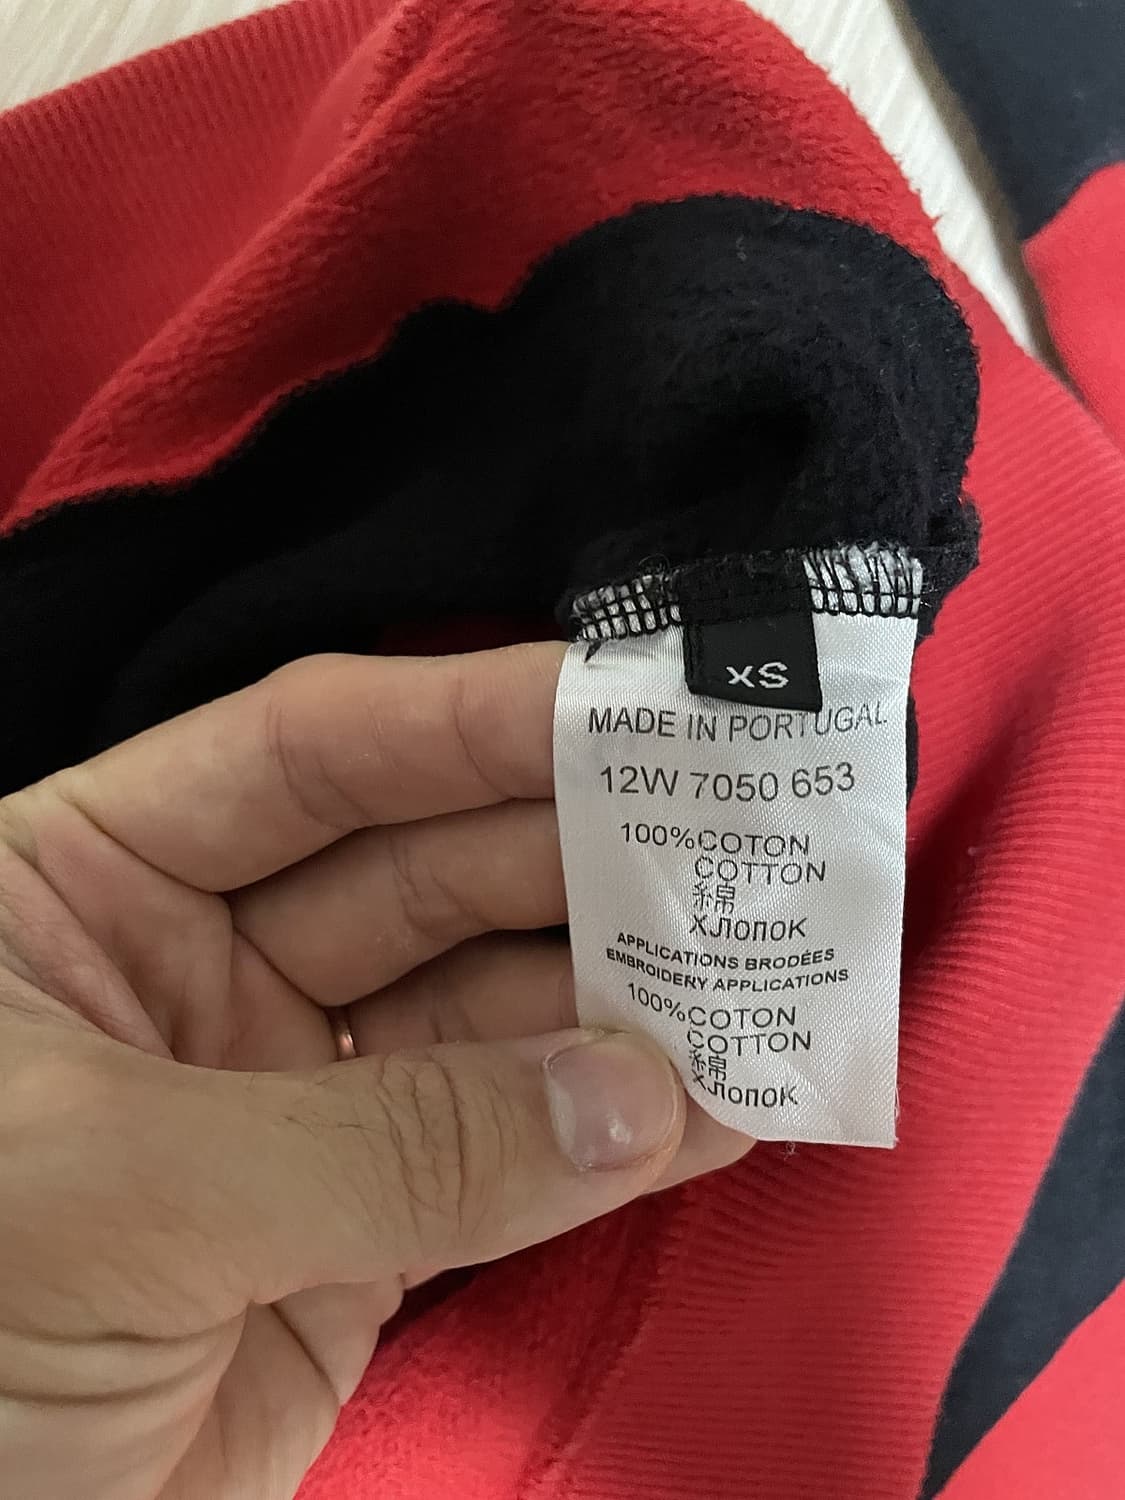 XS
MADE IN PORTUGAL
12W 7050 653
100%COTON
COTTON
綿
ХЛОПОК
APPLICATIONS BRODÉES
EMBROIDERY APPLICATIONS
100%COTON
COTTON
綿
ХЛОПОК